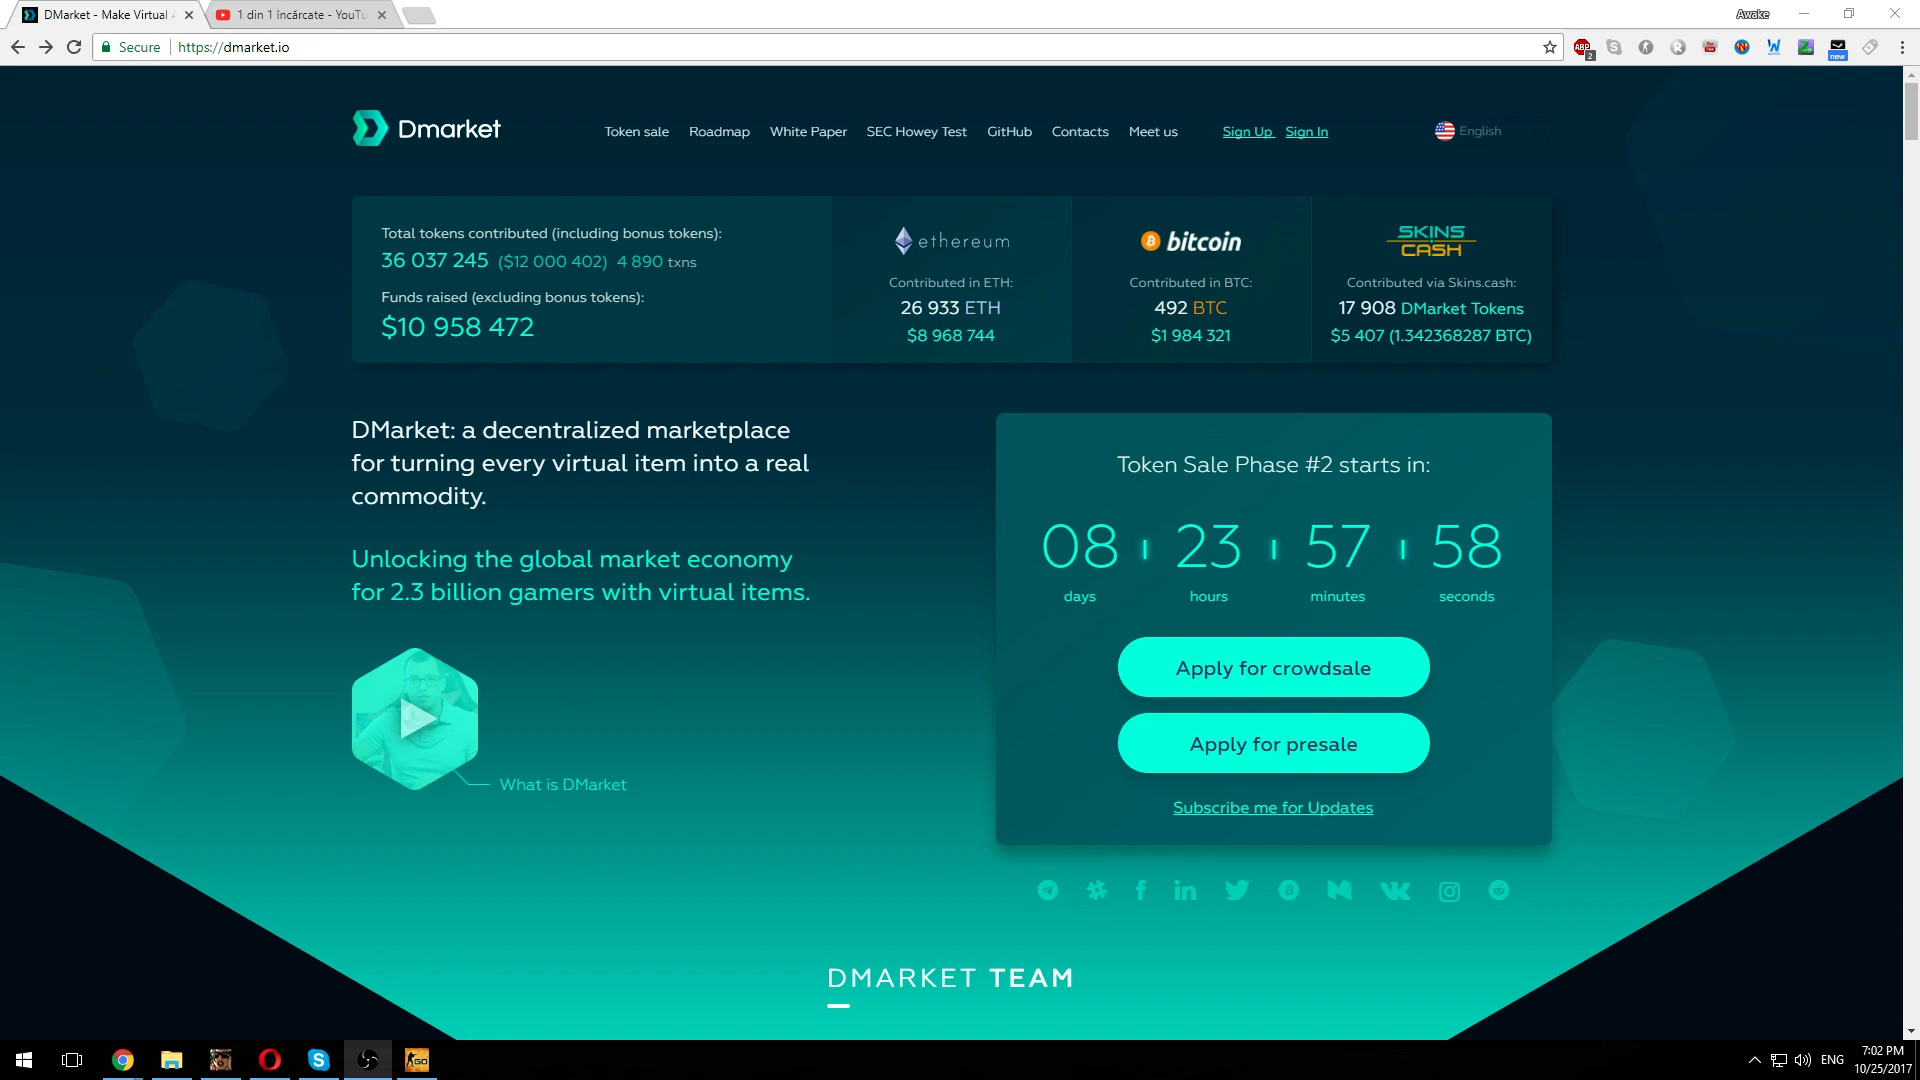 DMarket - Make Virtual A
1 din 1 încărcate - YouTu
Awake
Secure https://dmarket.io
ABP 2
new
Dmarket
Token sale Roadmap White Paper SEC Howey Test GitHub Contacts Meet us Sign Up Sign In English
Total tokens contributed (including bonus tokens):
36 037 245 ($12 000 402) 4 890 txns
Funds raised (excluding bonus tokens):
$10 958 472
ethereum
Contributed in ETH:
26 933 ETH
$8 968 744
bitcoin
Contributed in BTC:
492 BTC
$1 984 321
SKINS
CASH
Contributed via Skins.cash:
17 908 DMarket Tokens
$5 407 (1.342368287 BTC)
DMarket: a decentralized marketplace
for turning every virtual item into a real
commodity.
Unlocking the global market economy
for 2.3 billion gamers with virtual items.
What is DMarket
Token Sale Phase #2 starts in:
08 23 57 58
days hours minutes seconds
Apply for crowdsale
Apply for presale
Subscribe me for Updates
DMARKET TEAM
GO
ENG
7:02 PM
10/25/2017